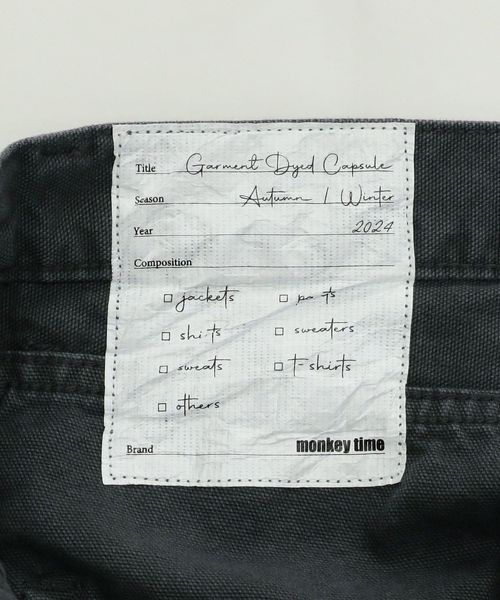 Title Garment Dyed Capsule
Season Autumn / Winter
Year 2024
Composition
jackets pants
shirts sweaters
sweats T-shirts
others
Brand monkey time